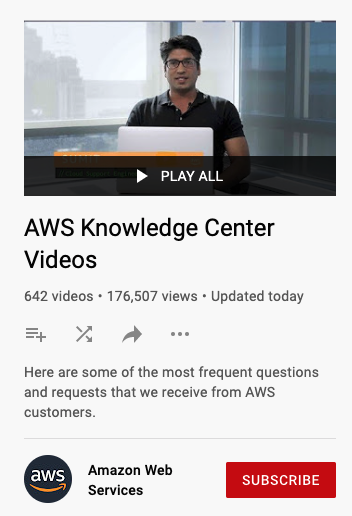 PLAY ALL
AWS Knowledge Center
Videos
642 videos • 176,507 views • Updated today
Here are some of the most frequent questions
and requests that we receive from AWS
customers.
aws
Amazon Web
Services
SUBSCRIBE